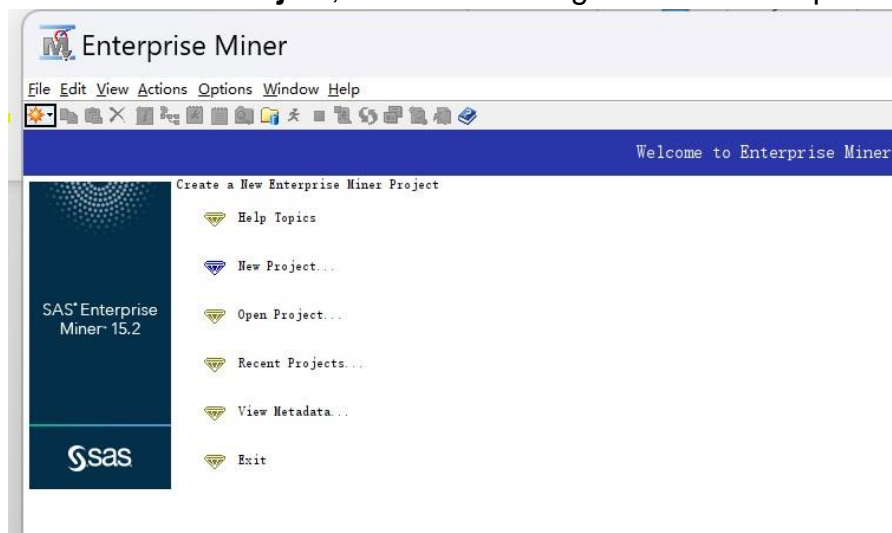 Enterprise Miner
File Edit View Actions Options Window Help
Welcome to Enterprise Miner
Create a New Enterprise Miner Project
Help Topics
New Project...
SAS® Enterprise
Miner™ 15.2
Open Project...
Recent Projects...
View Metadata...
sas
Exit